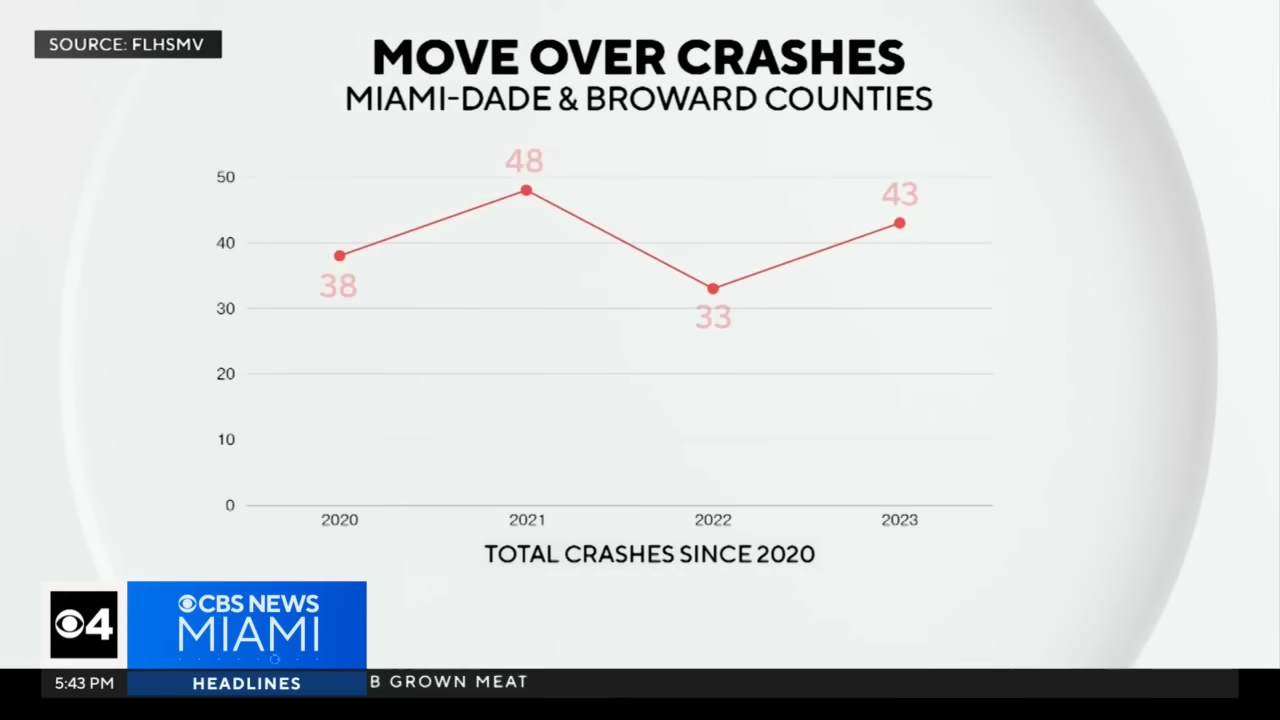 SOURCE: FLHSMV
MOVE OVER CRASHES
MIAMI-DADE & BROWARD COUNTIES
48
50
43
40
38
30
33
20
10
0
2020 2021 2022 2023
TOTAL CRASHES SINCE 2020
4
CBS NEWS
MIAMI
5:43 PM
HEADLINES
B GROWN MEAT